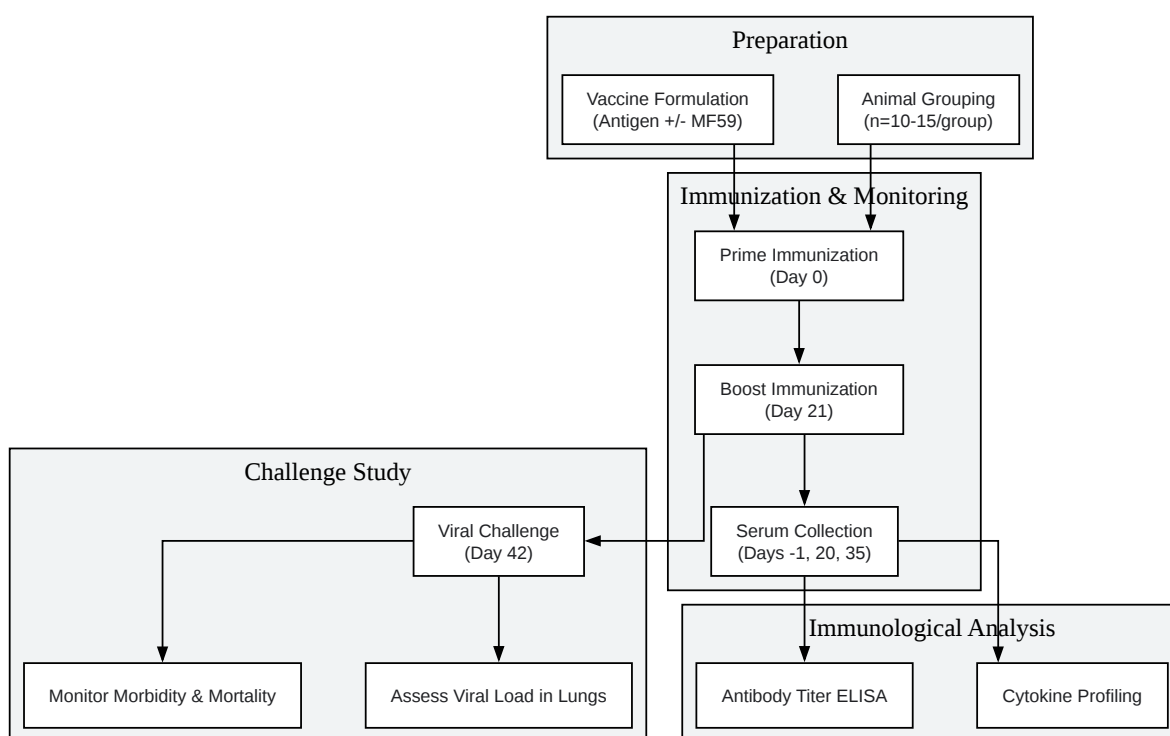 Preparation
Vaccine Formulation
(Antigen +/- MF59)
Animal Grouping
(n=10-15/group)
Immunization & Monitoring
Prime Immunization
(Day 0)
Boost Immunization
(Day 21)
Challenge Study
Viral Challenge
(Day 42)
Serum Collection
(Days -1, 20, 35)
Immunological Analysis
Monitor Morbidity & Mortality
Assess Viral Load in Lungs
Antibody Titer ELISA
Cytokine Profiling